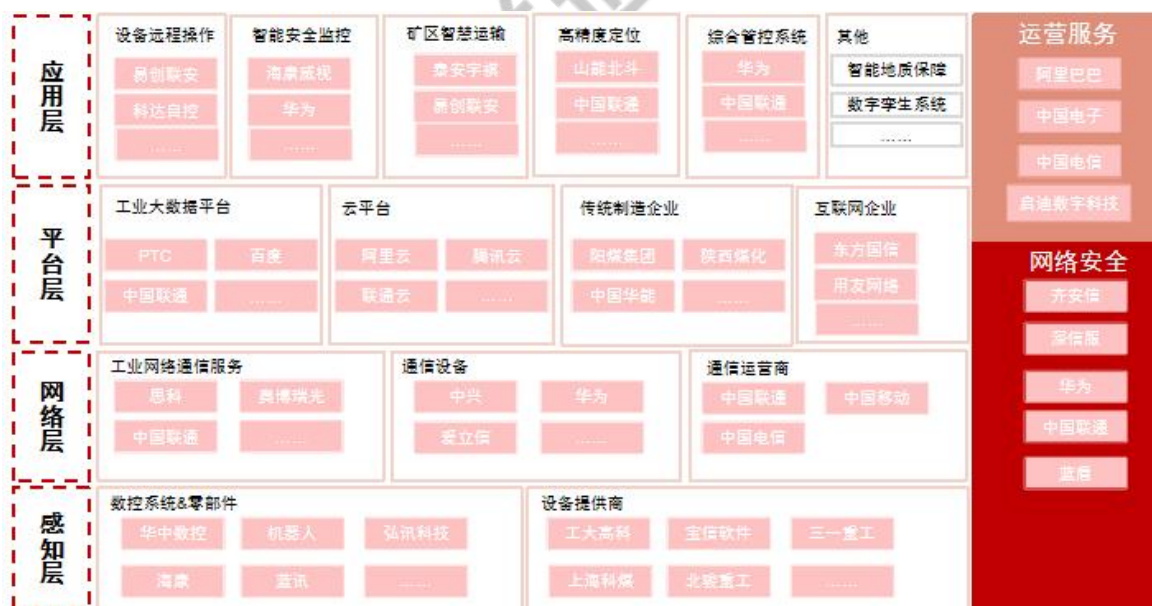 应用层
设备远程操作
易创联安
科达自控
……
智能安全监控
海康威视
华为
……
矿区智慧运输
泰安宇祺
易创联安
……
高精度定位
山能北斗
中国联通
……
综合管控系统
华为
中国联通
……
其他
智能地质保障
数字孪生系统
……
平台层
工业大数据平台
PTC 百度
中国联通 ……
云平台
阿里云 腾讯云
联通云 ……
传统制造企业
阳煤集团 陕西煤化
中国华能 ……
互联网企业
东方国信
用友网络
……
网络层
工业网络通信服务
思科 奥博瑞光
中国联通 ……
通信设备
中兴 华为
爱立信 ……
通信运营商
中国联通 中国移动
中国电信
感知层
数控系统&零部件
华中数控 机器人 弘讯科技
海康 蓝讯 ……
设备提供商
工大高科 宝信软件 三一重工
上海科煤 北骏重工 ……
运营服务
阿里巴巴
中国电子
中国电信
启迪数字科技
网络安全
齐安信
深信服
华为
中国联通
蓝盾